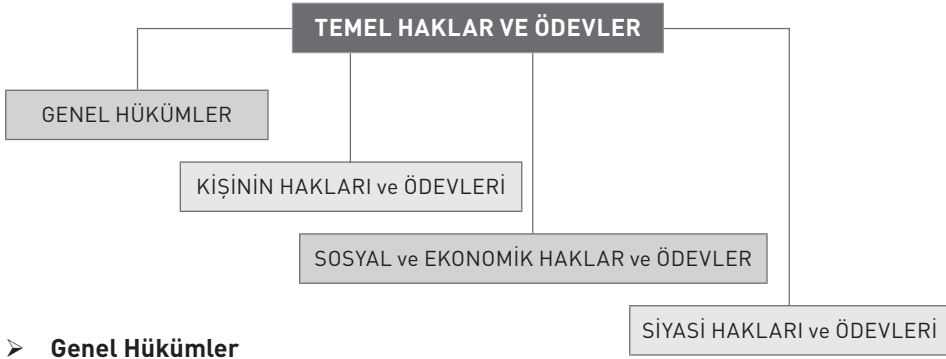 TEMEL HAKLAR VE ÖDEVLER
GENEL HÜKÜMLER
KİŞİNİN HAKLARI ve ÖDEVLERİ
SOSYAL ve EKONOMİK HAKLAR ve ÖDEVLER
SİYASİ HAKLARI ve ÖDEVLERİ
➢ Genel Hükümler